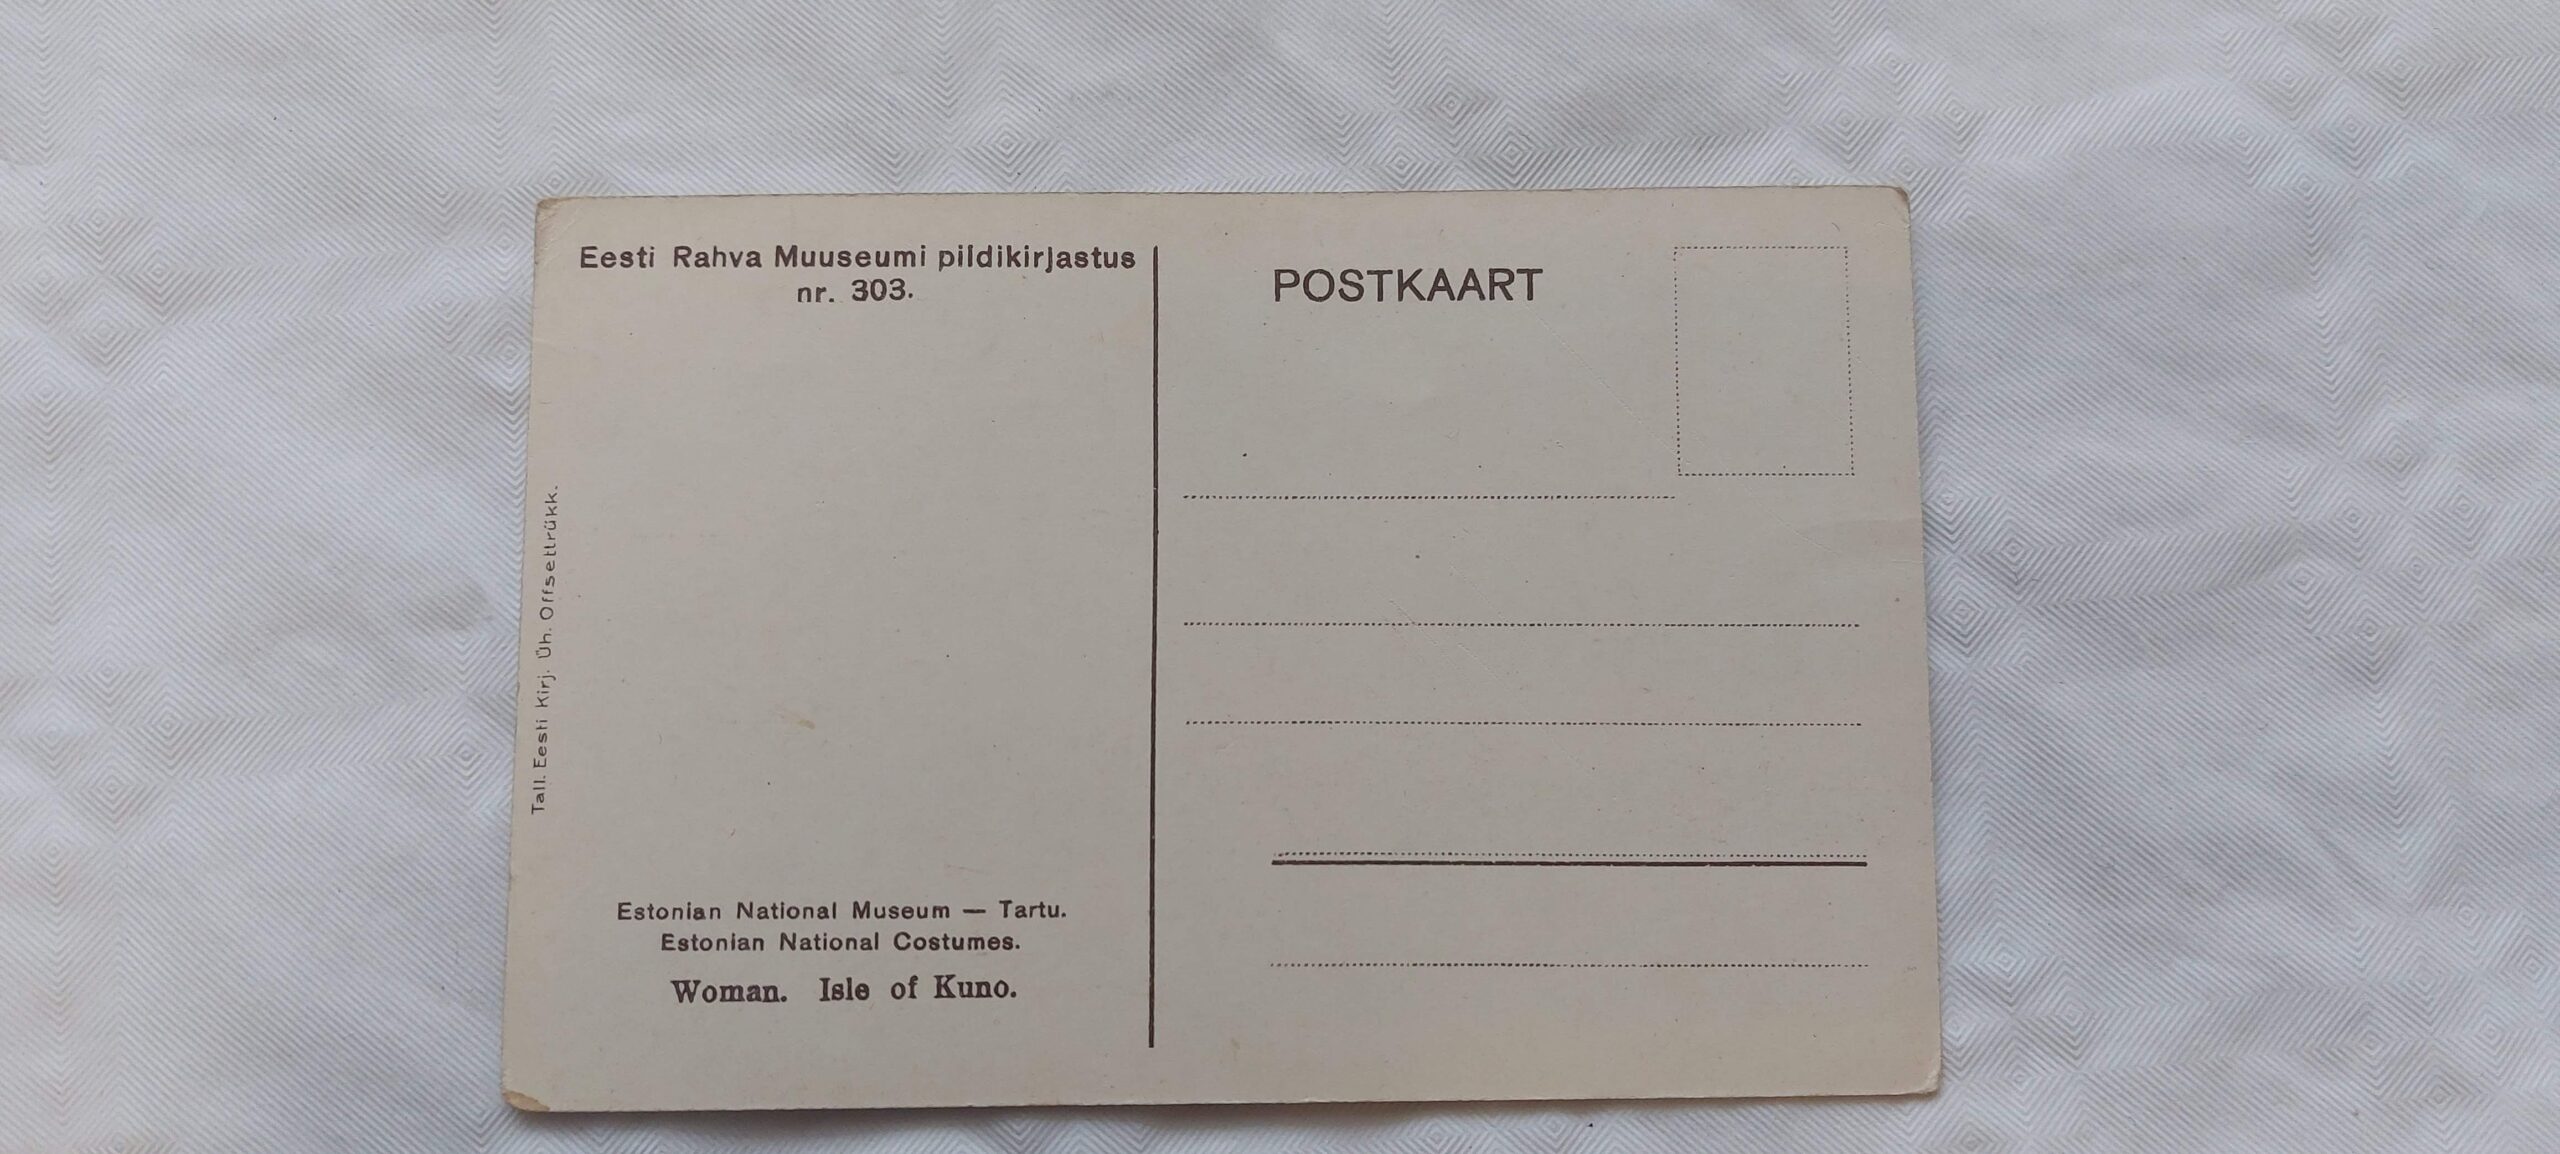 Eesti Rahva Muuseumi pildikirjastus
nr. 303.
POSTKAART
Tall. Eesti Kirj. Üh. Offsettrükk.
Estonian National Museum — Tartu.
Estonian National Costumes.
Woman. Isle of Kuno.